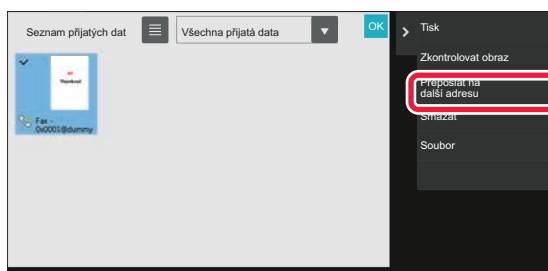 Seznam přijatých dat
Všechna přijatá data
OK
Thumbnail
Fax -
0x0001@dummy
Tisk
Zkontrolovat obraz
Přeposlat na
další adresu
Smazat
Soubor